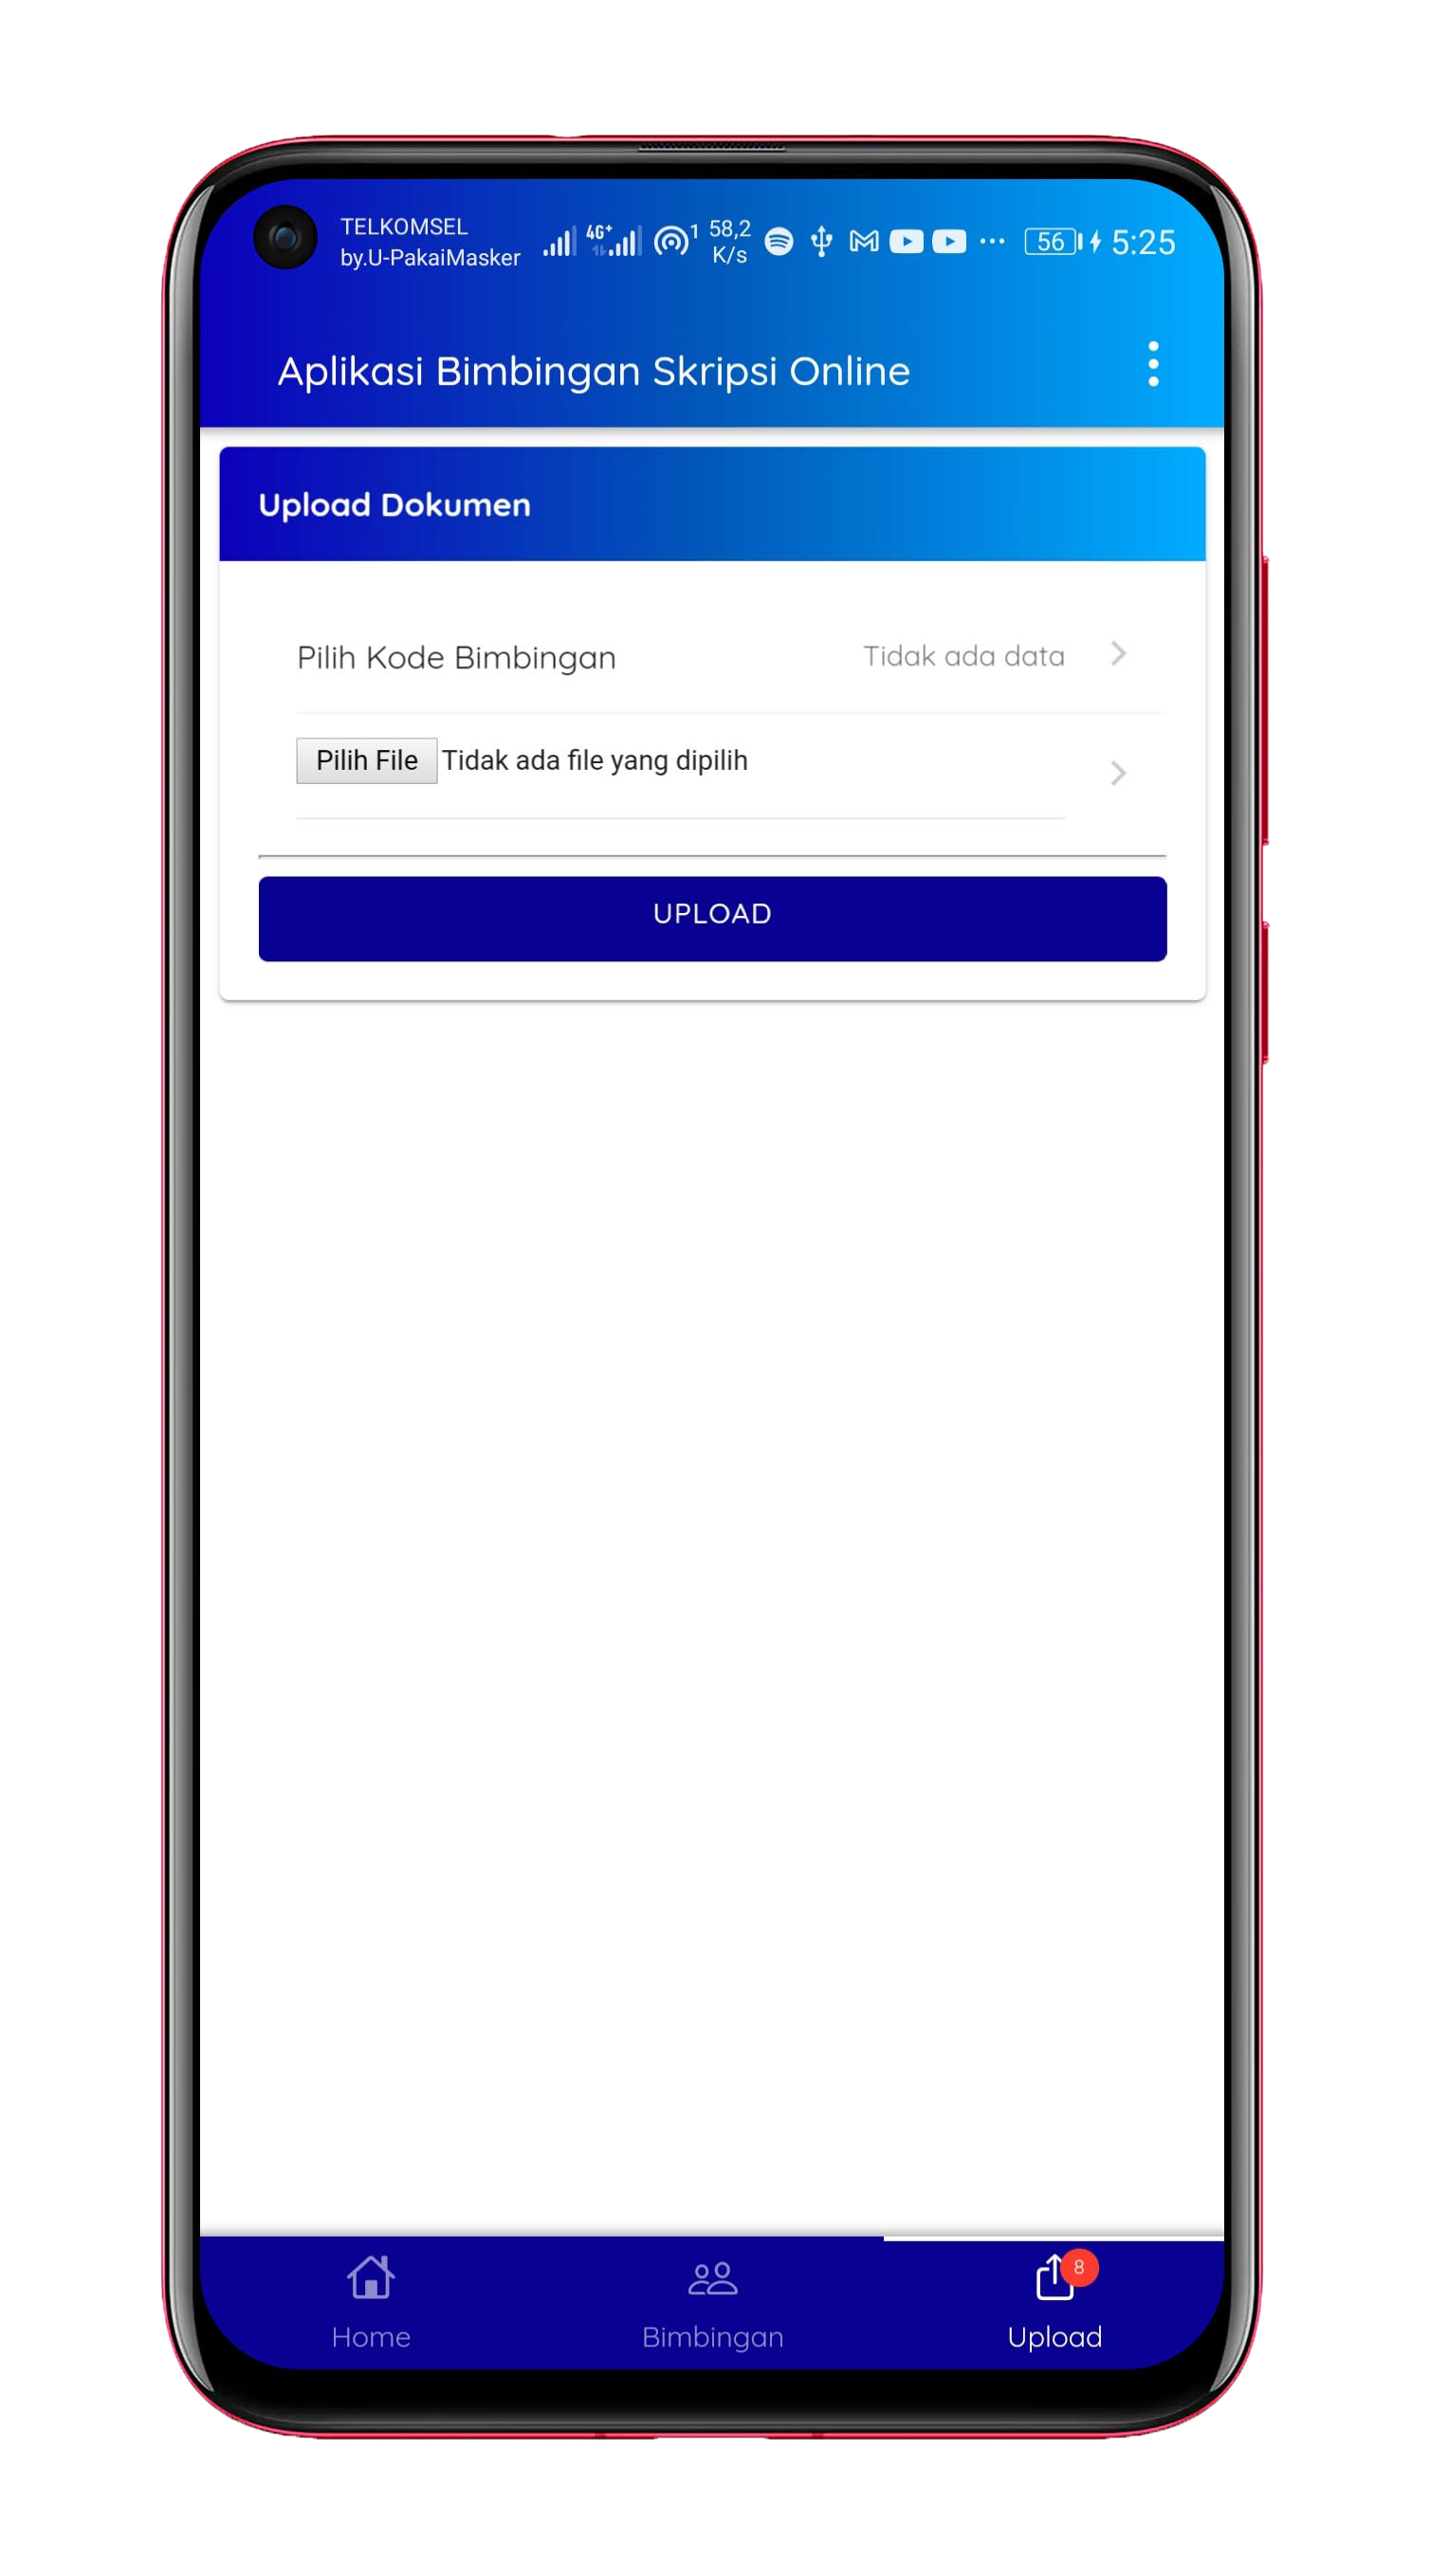 TELKOMSEL
by.U-PakaiMasker
4G+
1
58,2
K/s
56
5:25
Aplikasi Bimbingan Skripsi Online
Upload Dokumen
Pilih Kode Bimbingan Tidak ada data
Pilih File Tidak ada file yang dipilih
UPLOAD
8
Home Bimbingan Upload